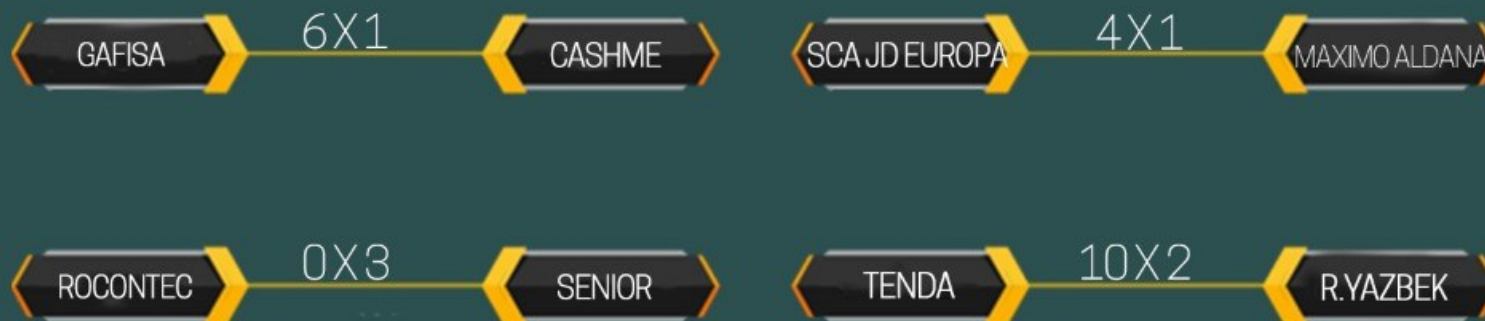 GAFISA 6X1 CASHME
SCA JD EUROPA 4X1 MAXIMO ALDANA
ROCONTEC 0X3 SENIOR
TENDA 10X2 R.YAZBEK